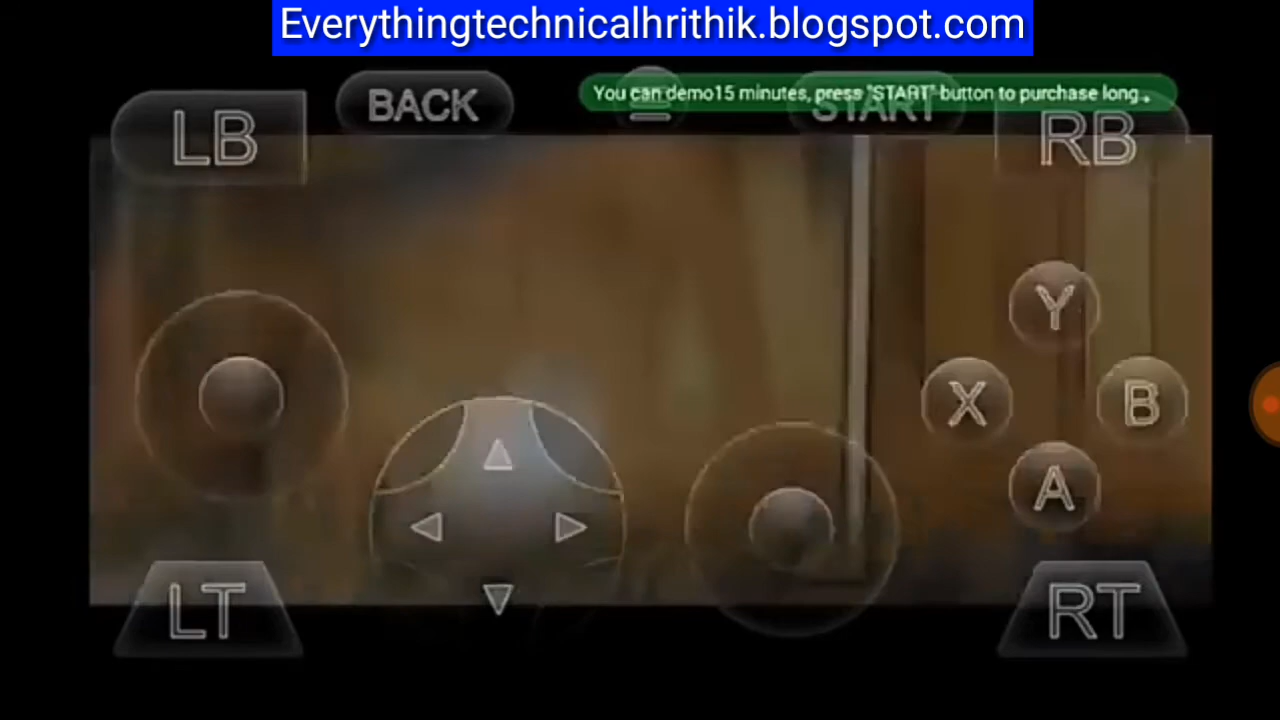 Everythingtechnicalhrithik.blogspot.com
You can demo15 minutes, press "START" button to purchase long..
LB
BACK
START
RB
Y
X
B
A
LT
RT